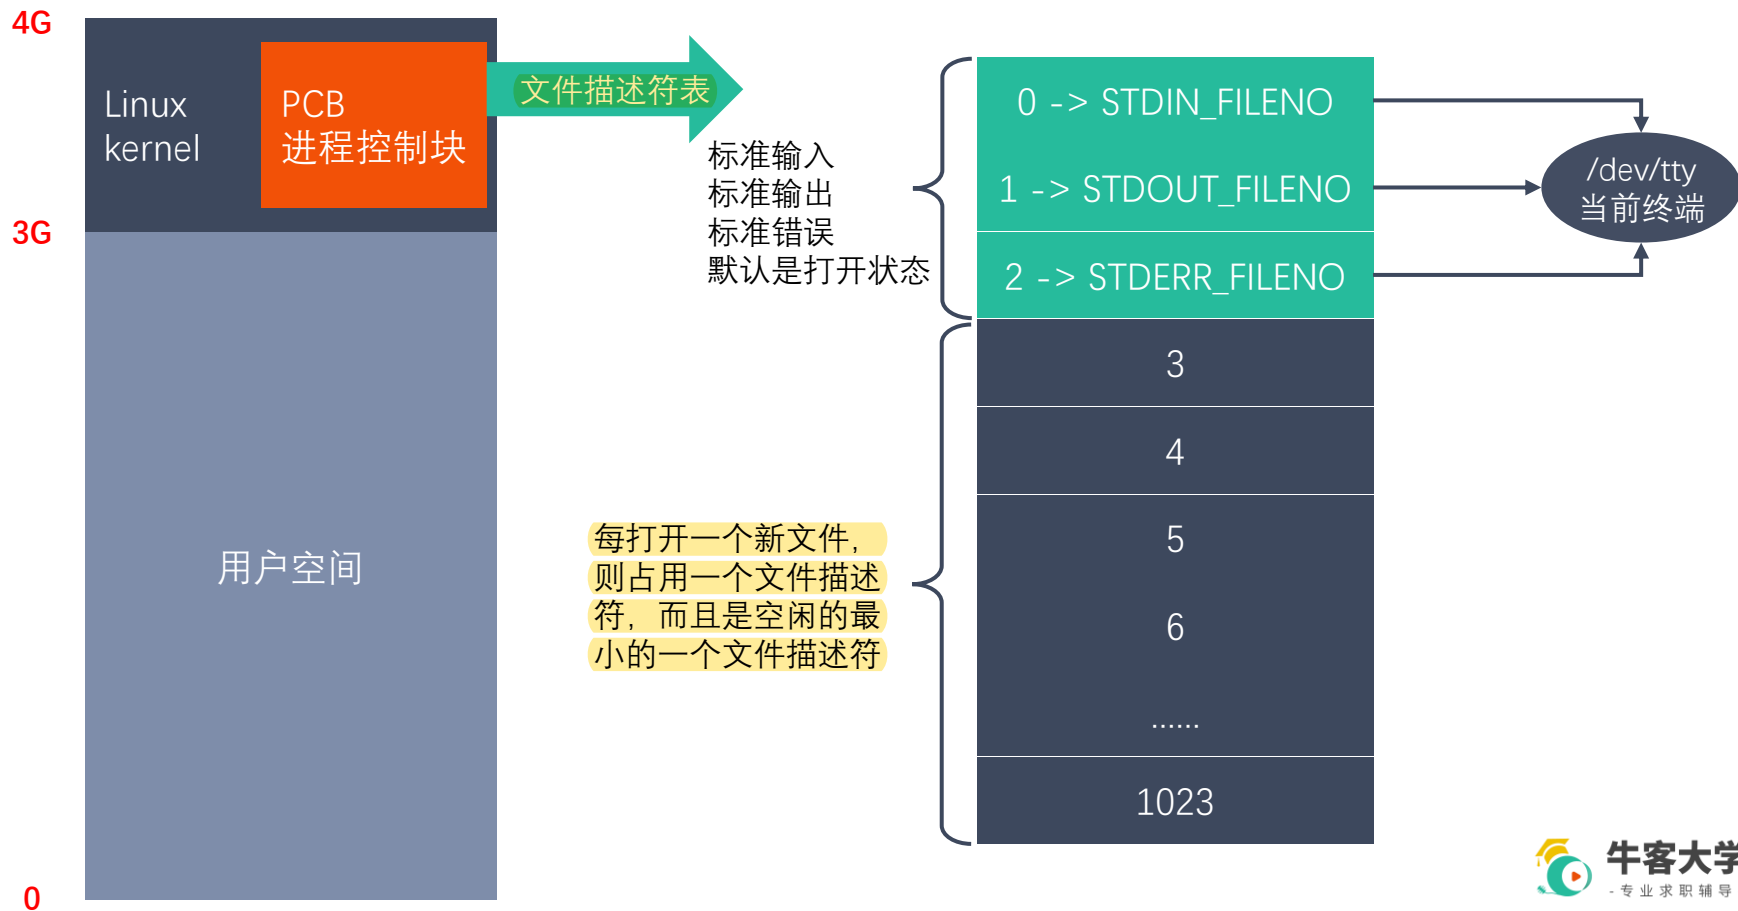 4G
Linux
kernel
PCB
进程控制块
文件描述符表
3G
用户空间
0
标准输入
标准输出
标准错误
默认是打开状态
每打开一个新文件，
则占用一个文件描述
符，而且是空闲的最
小的一个文件描述符
0 -> STDIN_FILENO
1 -> STDOUT_FILENO
2 -> STDERR_FILENO
3
4
5
6
......
1023
/dev/tty
当前终端
牛客大学
- 专 业 求 职 辅 导